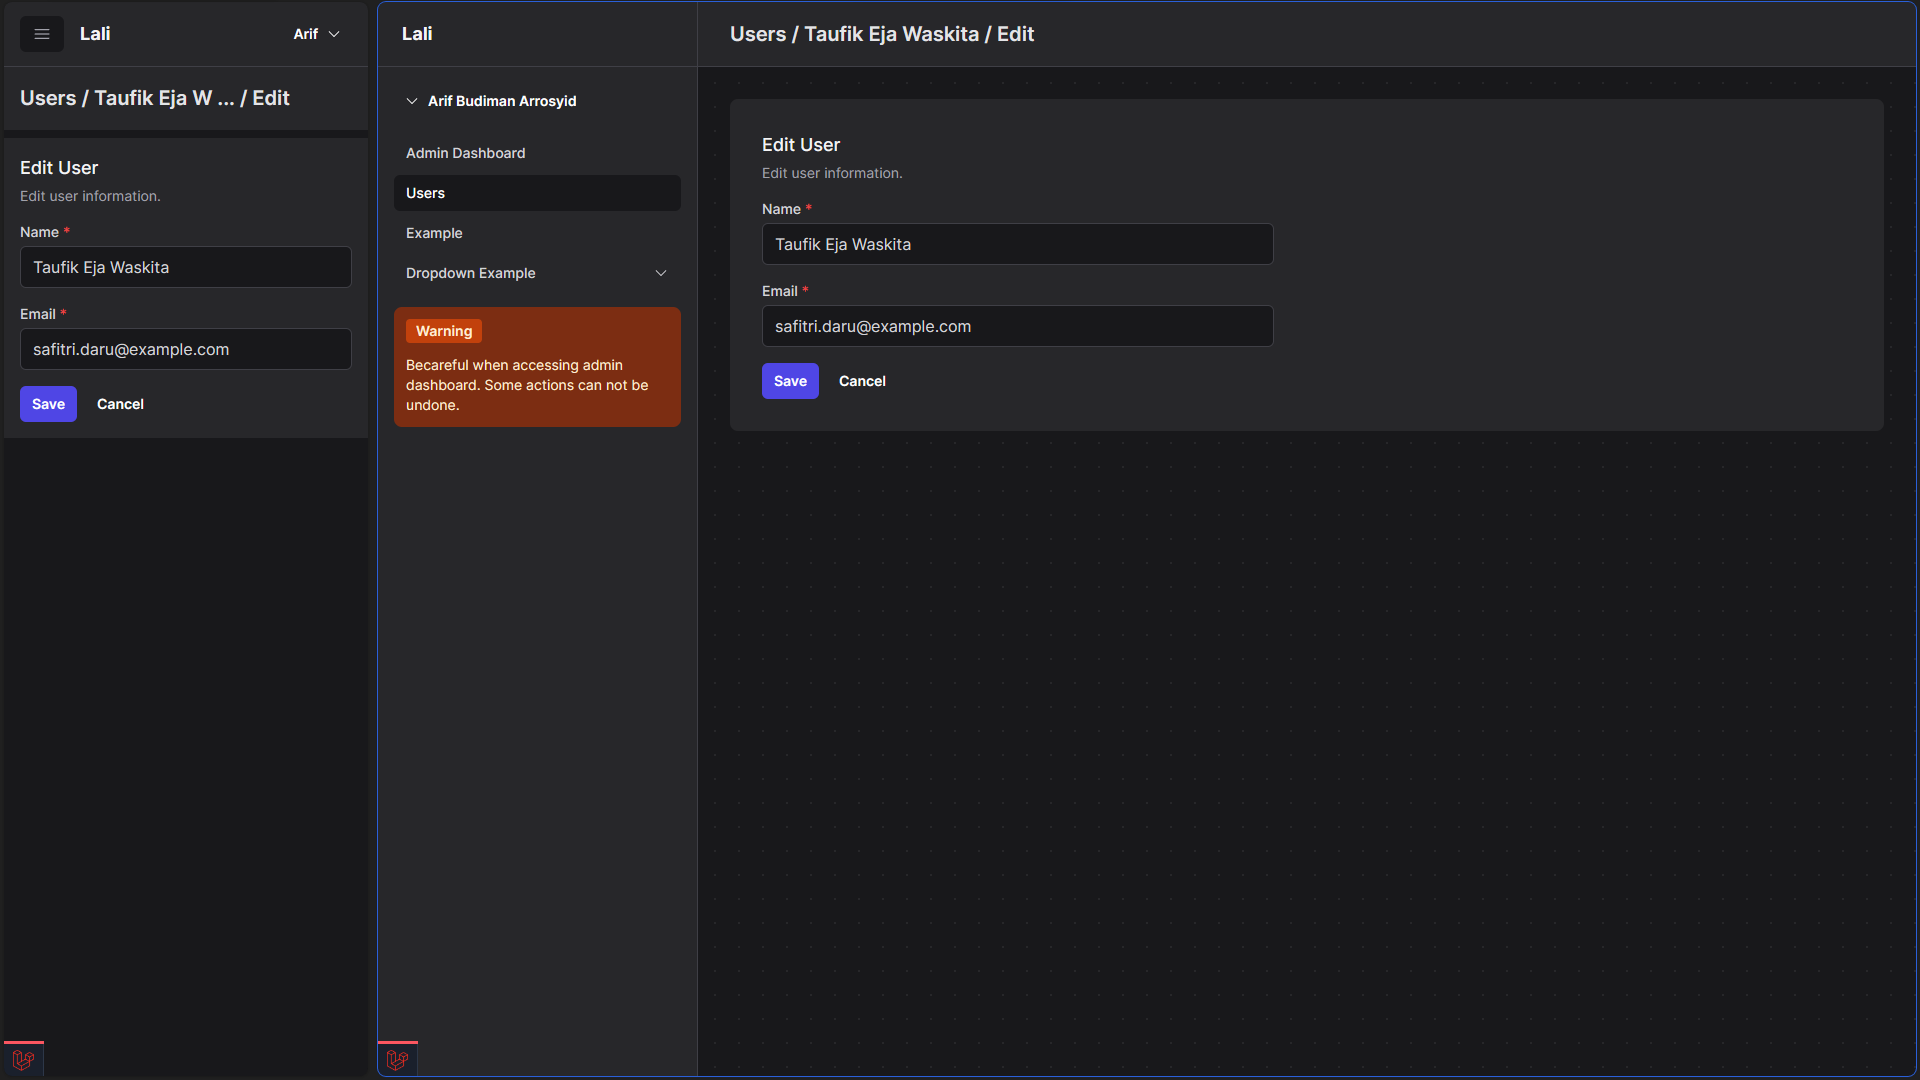 Lali
Arif
Users / Taufik Eja W ... / Edit
Edit User
Edit user information.
Name *
Taufik Eja Waskita
Email *
safitri.daru@example.com
Save
Cancel
Lali
Arif Budiman Arrosyid
Admin Dashboard
Users
Example
Dropdown Example
Warning
Becareful when accessing admin
dashboard. Some actions can not be
undone.
Users / Taufik Eja Waskita / Edit
Edit User
Edit user information.
Name *
Taufik Eja Waskita
Email *
safitri.daru@example.com
Save
Cancel